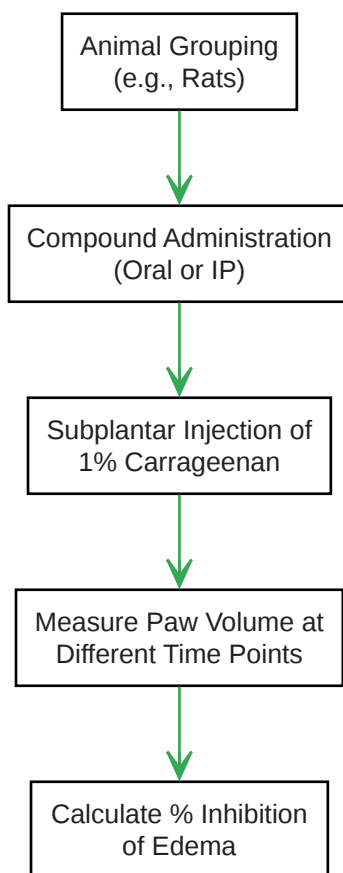 Animal Grouping
(e.g., Rats)
Compound Administration
(Oral or IP)
Subplantar Injection of
1% Carrageenan
Measure Paw Volume at
Different Time Points
Calculate % Inhibition
of Edema